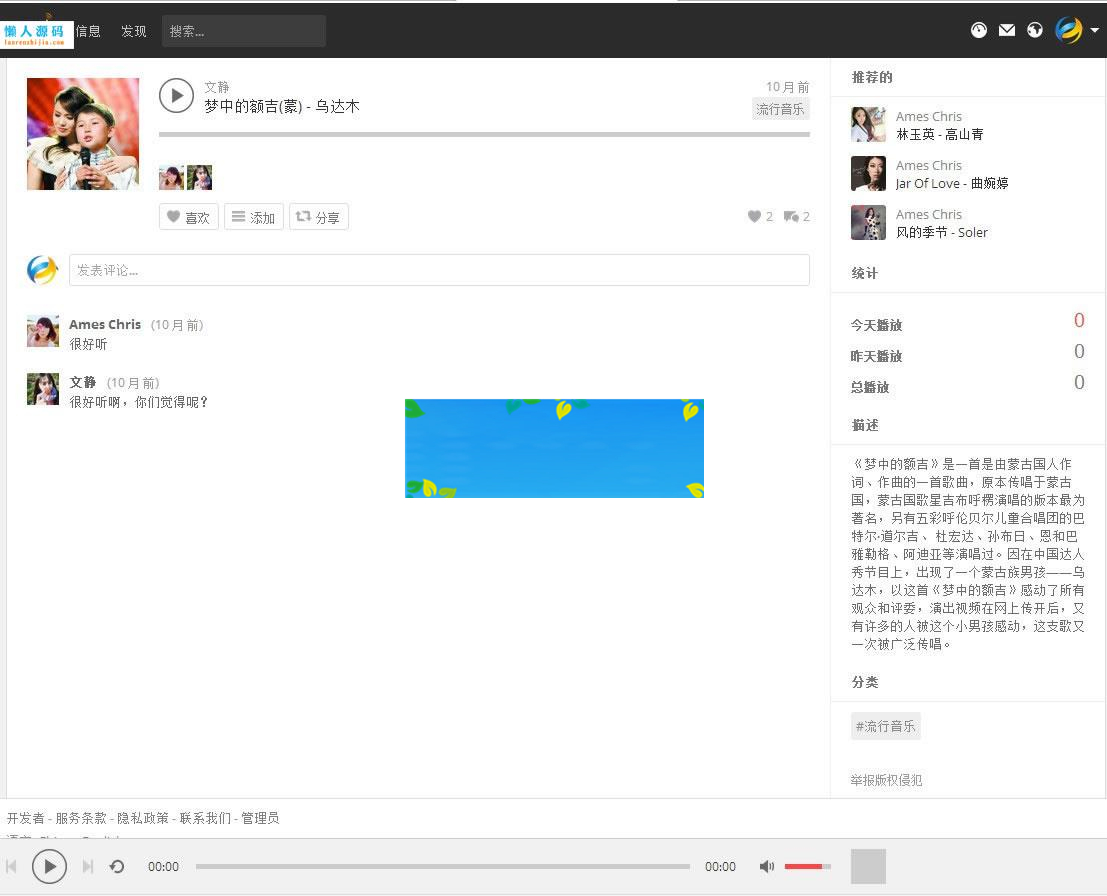 懒人源码
lanrenzhijia.com
信息
发现
搜索...
文静
梦中的额吉(蒙) - 乌达木
10 月 前
流行音乐
喜欢
添加
分享
2
2
发表评论...
Ames Chris (10 月 前)
很好听
文静 (10 月 前)
很好听啊，你们觉得呢？
推荐的
Ames Chris
林玉英 - 高山青
Ames Chris
Jar Of Love - 曲婉婷
Ames Chris
风的季节 - Soler
统计
今天播放 0
昨天播放 0
总播放 0
描述
《梦中的额吉》是一首是由蒙古国人作
词、作曲的一首歌曲，原本传唱于蒙古
国，蒙古国歌星吉布呼楞演唱的版本最为
著名，另有五彩呼伦贝尔儿童合唱团的巴
特尔·道尔吉、 杜宏达、孙布日、恩和巴
雅勒格、阿迪亚等演唱过。因在中国达人
秀节目上，出现了一个蒙古族男孩——乌
达木，以这首《梦中的额吉》感动了所有
观众和评委，演出视频在网上传开后，又
有许多的人被这个小男孩感动，这支歌又
一次被广泛传唱。
分类
#流行音乐
举报版权侵犯
开发者 - 服务条款 - 隐私政策 - 联系我们 - 管理员
00:00
00:00